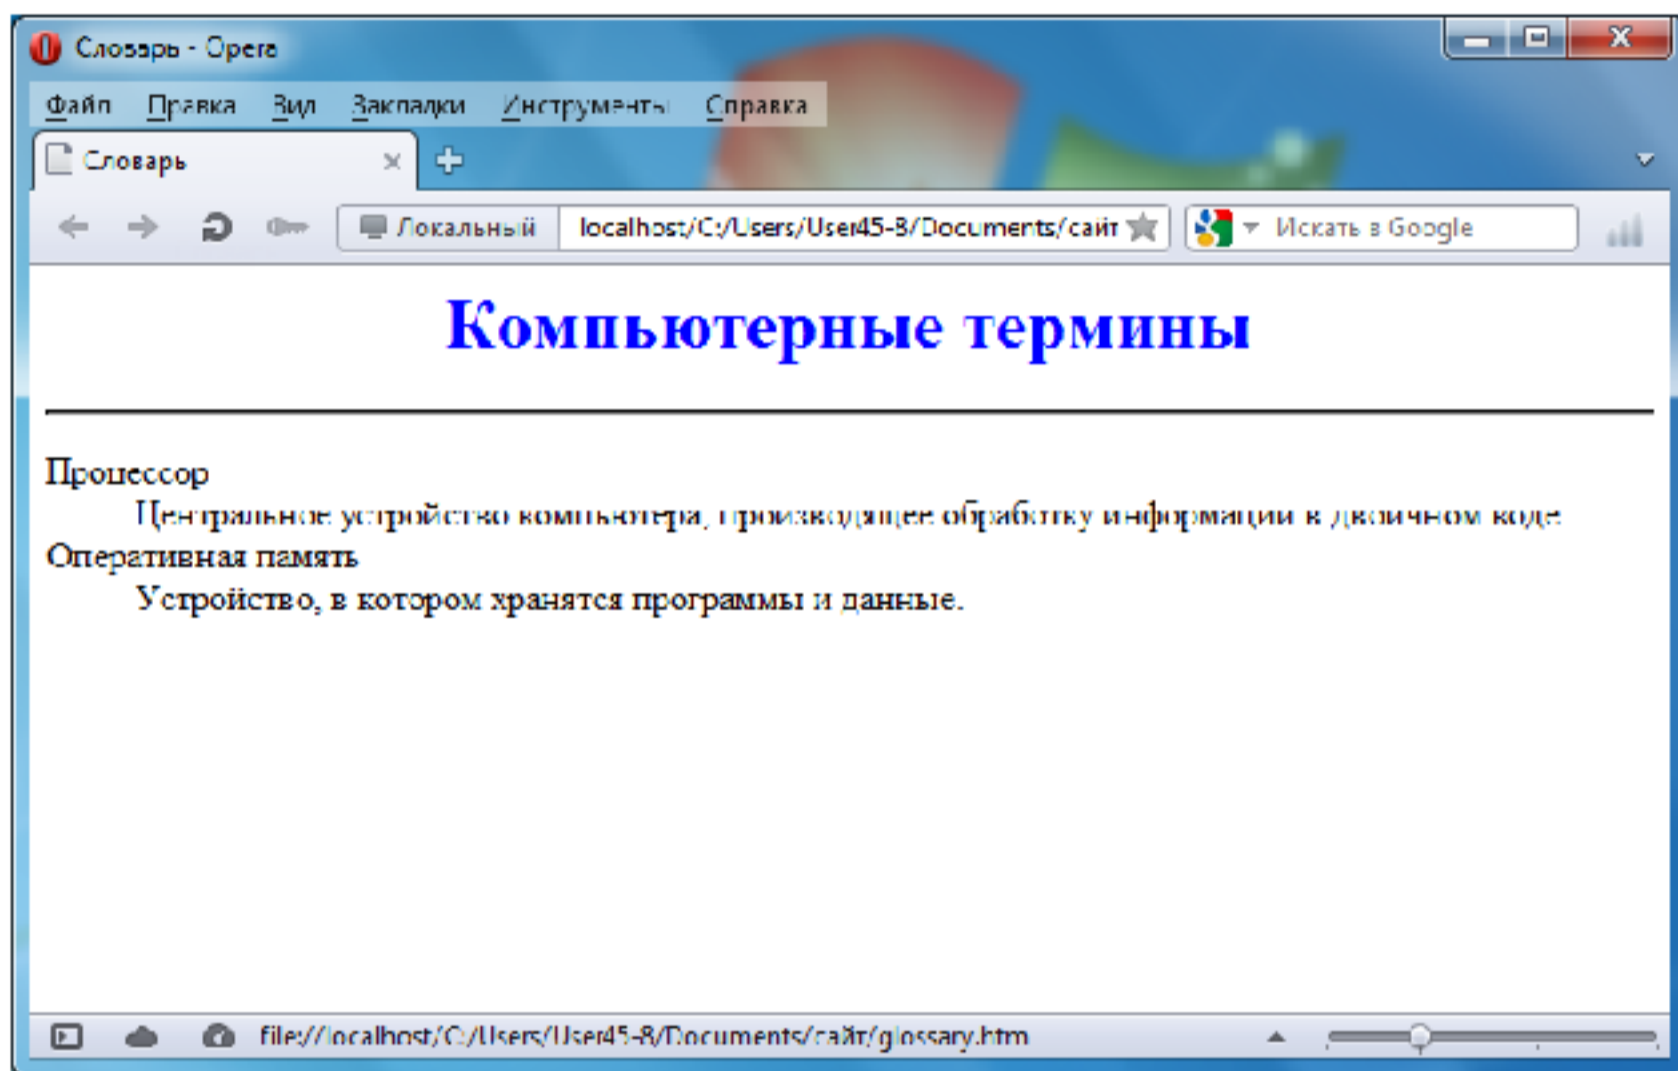 Словарь - Opera
Файл Правка Вид Закладки Инструменты Справка
Словарь
Локальный localhost/C:/Users/User45-8/Documents/сайт Искать в Google
Компьютерные термины
Процессор
Центральное устройство компьютера, производящее обработку информации в двоичном коде
Оперативная память
Устройство, в котором хранятся программы и данные.
file://localhost/C:/Users/User45-8/Documents/сайт/glossary.htm